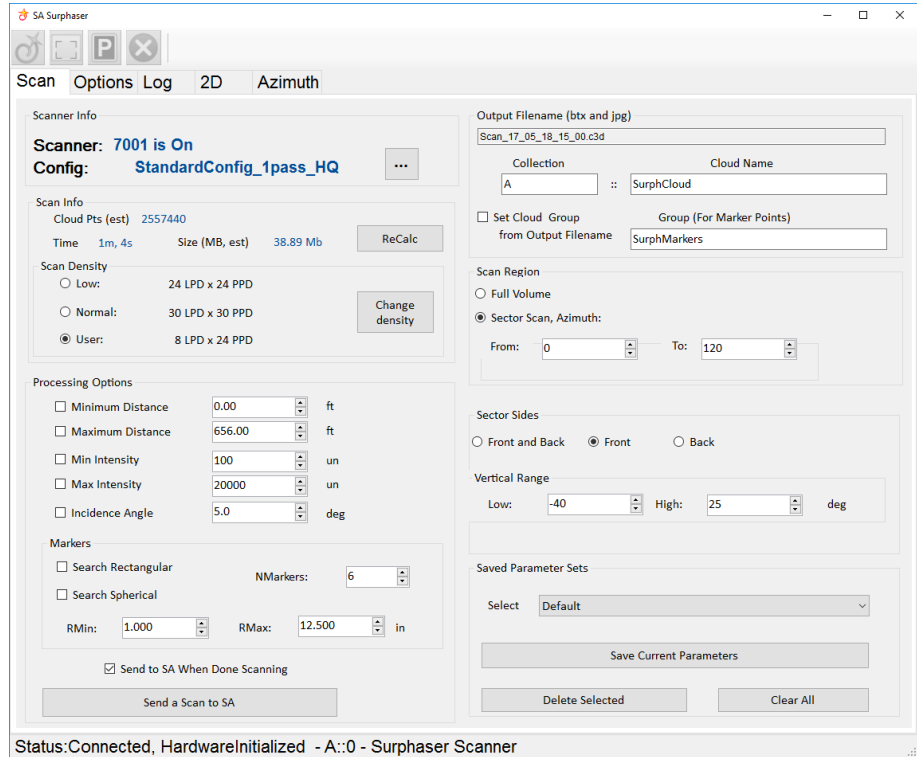 SA Surphaser
P
Scan Options Log 2D Azimuth
Scanner Info
Scanner: 7001 is On
Config: StandardConfig_1pass_HQ
...
Scan Info
Cloud Pts (est) 2557440
Time 1m, 4s Size (MB, est) 38.89 Mb
ReCalc
Scan Density
Low: 24 LPD x 24 PPD
Normal: 30 LPD x 30 PPD
User: 8 LPD x 24 PPD
Change
density
Processing Options
Minimum Distance 0.00 ft
Maximum Distance 656.00 ft
Min Intensity 100 un
Max Intensity 20000 un
Incidence Angle 5.0 deg
Markers
Search Rectangular
Search Spherical
NMarkers: 6
RMin: 1.000 RMax: 12.500 in
Send to SA When Done Scanning
Send a Scan to SA
Output Filename (btx and jpg)
Scan_17_05_18_15_00.c3d
Collection Cloud Name
A :: SurphCloud
Set Cloud Group
from Output Filename
Group (For Marker Points)
SurphMarkers
Scan Region
Full Volume
Sector Scan, Azimuth:
From: 0 To: 120
Sector Sides
Front and Back Front Back
Vertical Range
Low: -40 High: 25 deg
Saved Parameter Sets
Select Default
Save Current Parameters
Delete Selected Clear All
Status:Connected, HardwareInitialized - A::0 - Surphaser Scanner